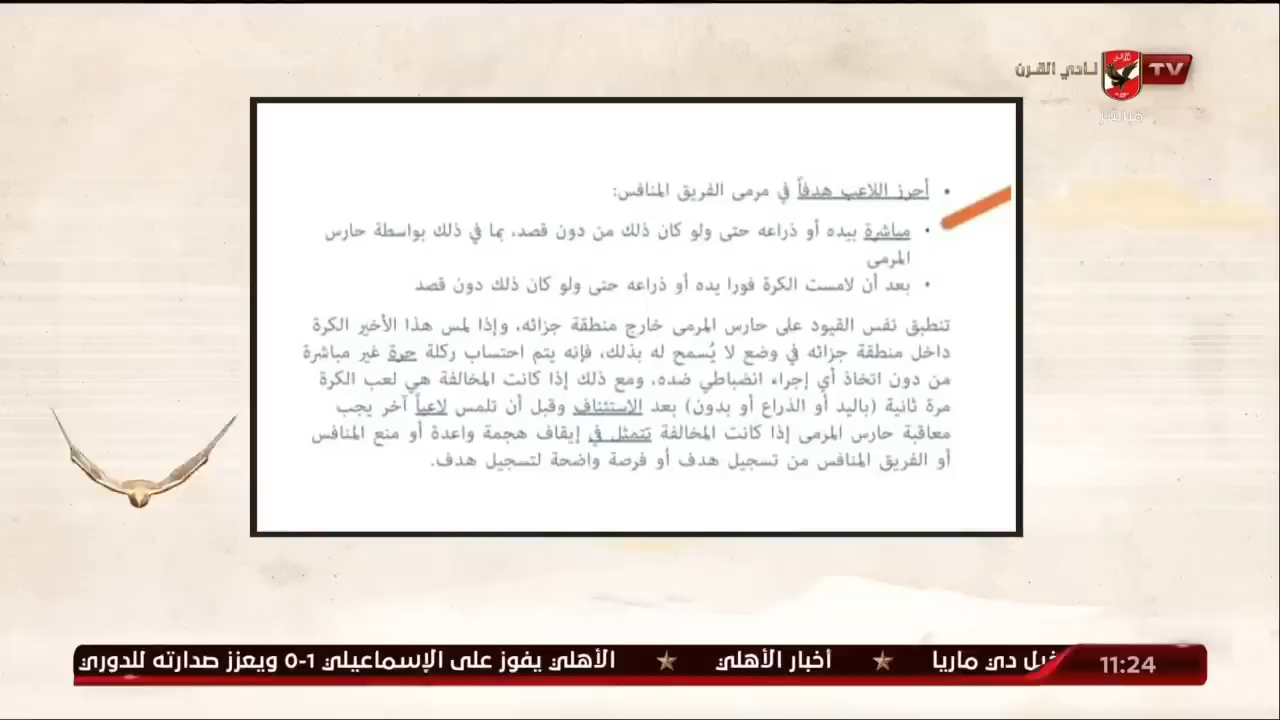 نادي القرن
TV
مباشر
• أحرز اللاعب هدفاً في مرمى الفريق المنافس:
• مباشرة بيده أو ذراعه حتى ولو كان ذلك من دون قصد، بما في ذلك بواسطة حارس
المرمى
• بعد أن لامست الكرة فورا يده أو ذراعه حتى ولو كان ذلك دون قصد
تنطبق نفس القيود على حارس المرمى خارج منطقة جزائه، وإذا لمس هذا الأخير الكرة
داخل منطقة جزائه في وضع لا يُسمح له بذلك، فإنه يتم احتساب ركلة حرة غير مباشرة
من دون اتخاذ أي إجراء انضباطي ضده، ومع ذلك إذا كانت المخالفة هي لعب الكرة
مرة ثانية (باليد أو الذراع أو بدون) بعد الاستئناف وقبل أن تلمس لاعباً آخر يجب
معاقبة حارس المرمى إذا كانت المخالفة تتمثل في إيقاف هجمة واعدة أو منع المنافس
أو الفريق المنافس من تسجيل هدف أو فرصة واضحة لتسجيل هدف.
11:24
دي ماريا ★ أخبار الأهلي ★ الأهلي يفوز على الإسماعيلي 1-0 ويعزز صدارته للدوري